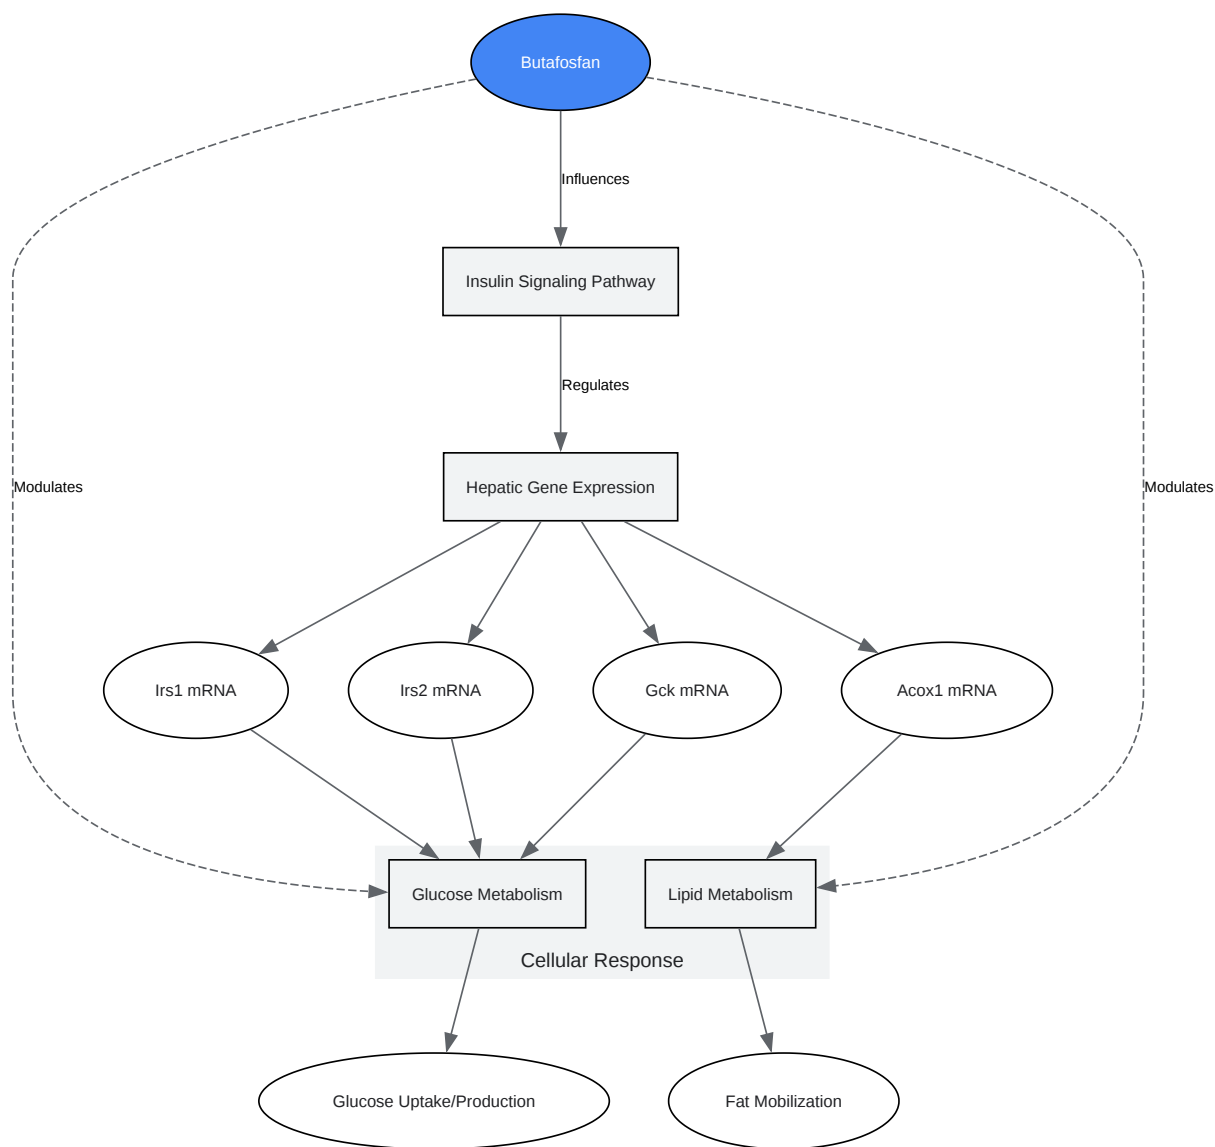 Butafosfan
Influences
Insulin Signaling Pathway
Regulates
Hepatic Gene Expression
Modulates
Modulates
Irs1 mRNA
Irs2 mRNA
Gck mRNA
Acox1 mRNA
Glucose Metabolism
Lipid Metabolism
Cellular Response
Glucose Uptake/Production
Fat Mobilization